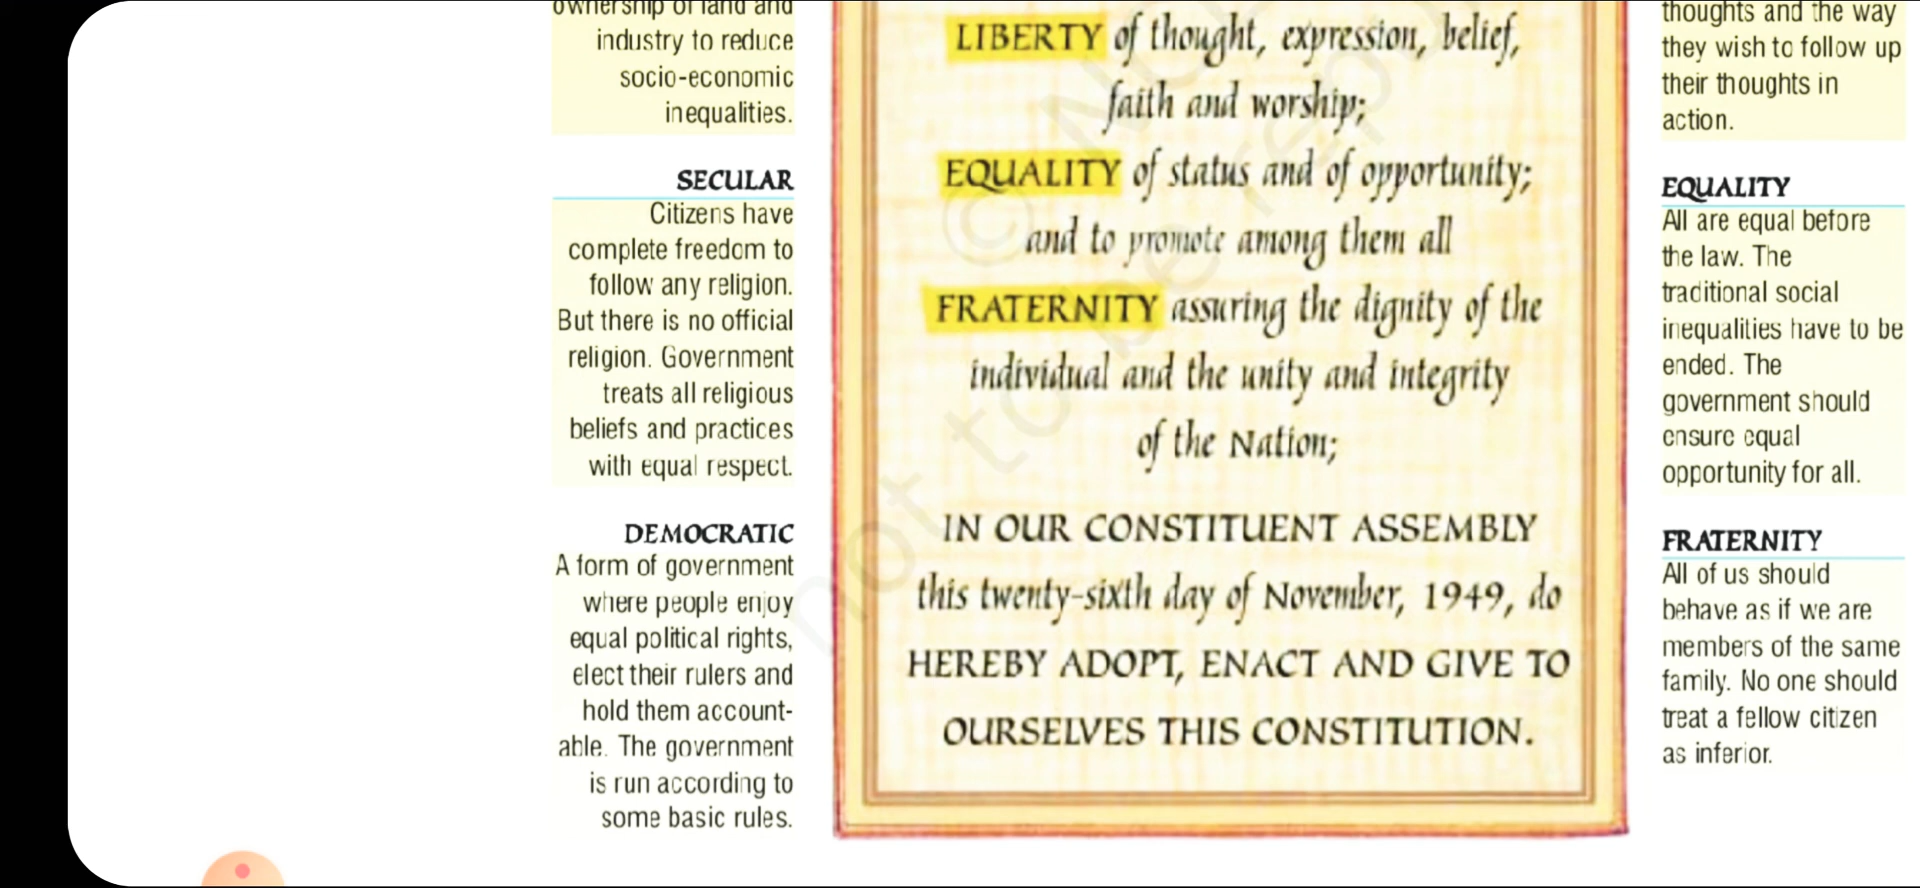 ownership of land and
industry to reduce
socio-economic
inequalities.
SECULAR
Citizens have
complete freedom to
follow any religion.
But there is no official
religion. Government
treats all religious
beliefs and practices
with equal respect.
DEMOCRATIC
A form of government
where people enjoy
equal political rights,
elect their rulers and
hold them account-
able. The government
is run according to
some basic rules.
LIBERTY of thought, expression, belief,
faith and worship;
EQUALITY of status and of opportunity;
and to promote among them all
FRATERNITY assuring the dignity of the
individual and the unity and integrity
of the Nation;
IN OUR CONSTITUENT ASSEMBLY
this twenty-sixth day of November, 1949, do
HEREBY ADOPT, ENACT AND GIVE TO
OURSELVES THIS CONSTITUTION.
thoughts and the way
they wish to follow up
their thoughts in
action.
EQUALITY
All are equal before
the law. The
traditional social
inequalities have to be
ended. The
government should
ensure equal
opportunity for all.
FRATERNITY
All of us should
behave as if we are
members of the same
family. No one should
treat a fellow citizen
as inferior.
not to be